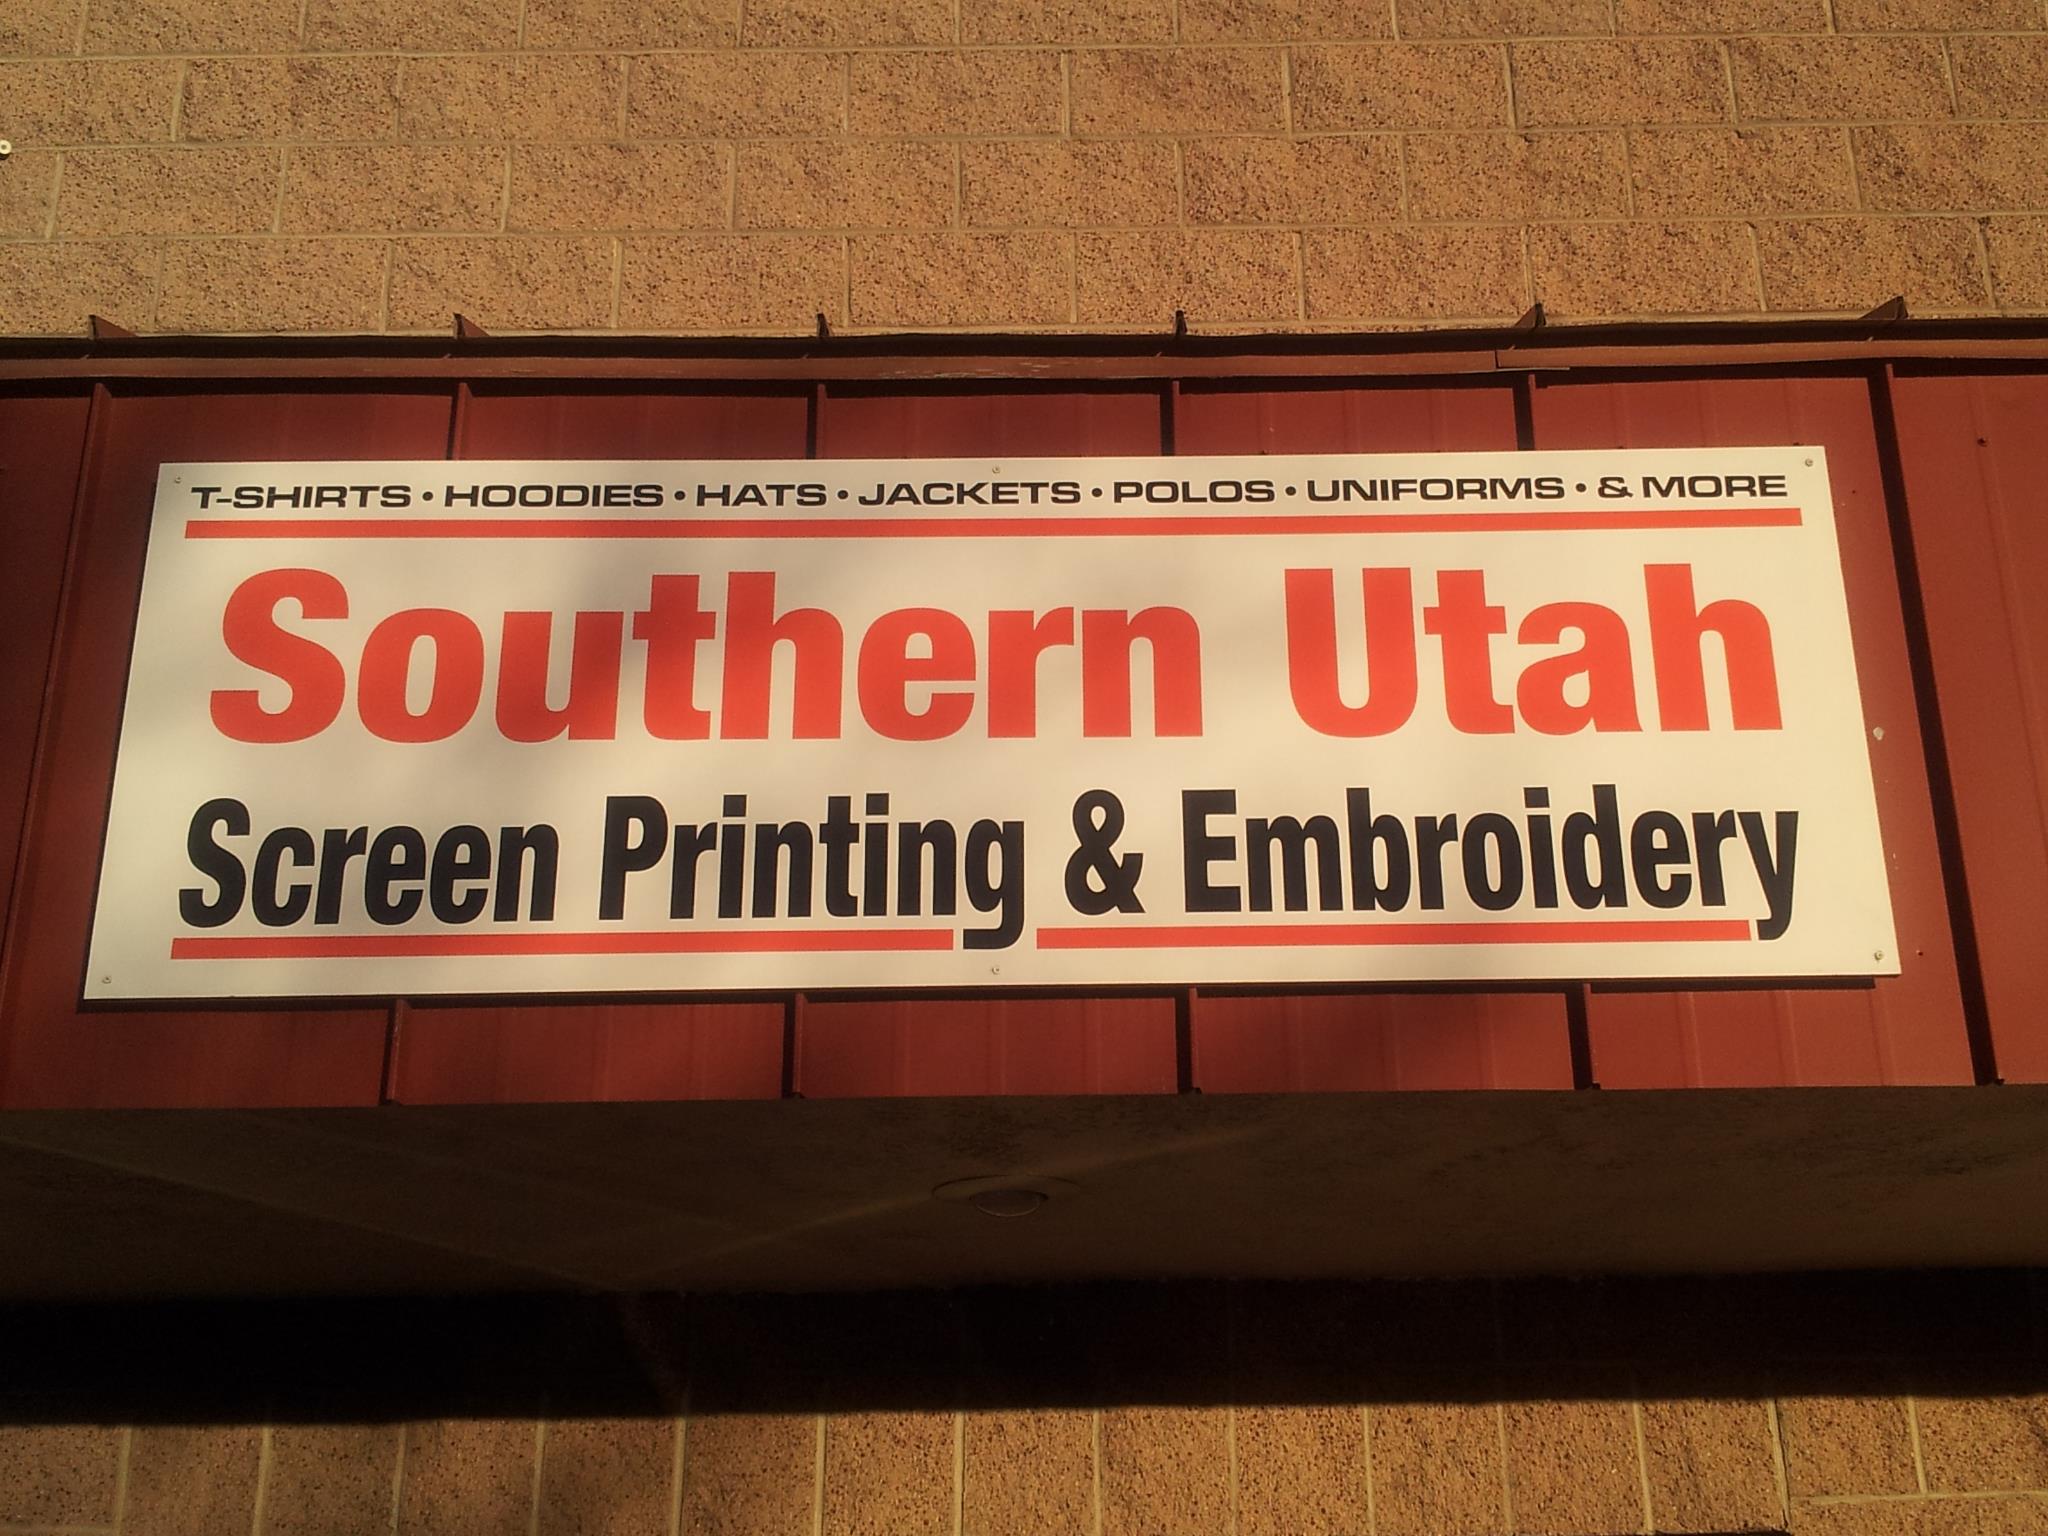 T-SHIRTS • HOODIES • HATS • JACKETS • POLOS • UNIFORMS • & MORE
Southern Utah
Screen Printing & Embroidery